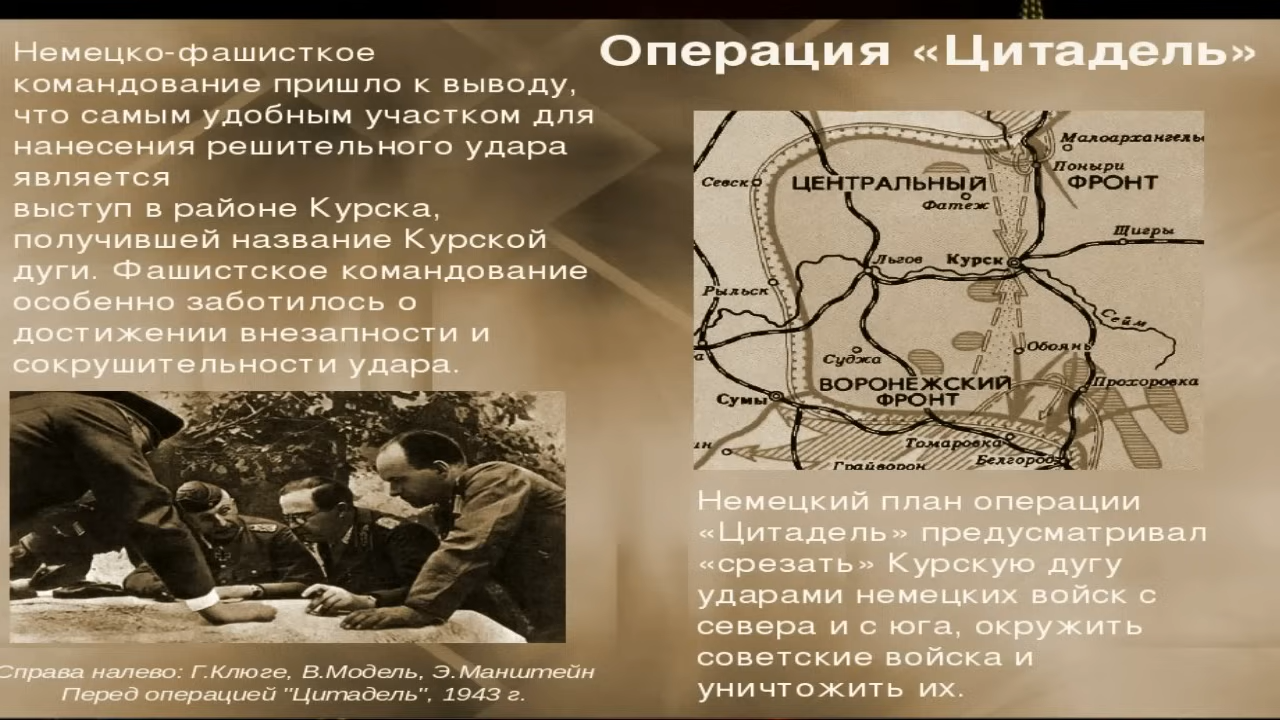 Операция «Цитадель»
Немецко-фашисткое
командование пришло к выводу,
что самым удобным участком для
нанесения решительного удара
является
выступ в районе Курска,
получившей название Курской
дуги. Фашистское командование
особенно заботилось о
достижении внезапности и
сокрушительности удара.
Справа налево: Г.Клюге, В.Модель, Э.Манштейн
Перед операцией "Цитадель", 1943 г.
Малоархангель
Поныри
Севск
ЦЕНТРАЛЬНЫЙ ФРОНТ
Фатеж
Щигры
Льгов
Курск
Рыльск
Сейм
Обоянь
Суджа
а
ВОРОНЕЖСКИЙ
ФРОНТ
Прохоровка
Сумы
ин
Томаровка
Грайворон
Белгород
Немецкий план операции
«Цитадель» предусматривал
«срезать» Курскую дугу
ударами немецких войск с
севера и с юга, окружить
советские войска и
уничтожить их.